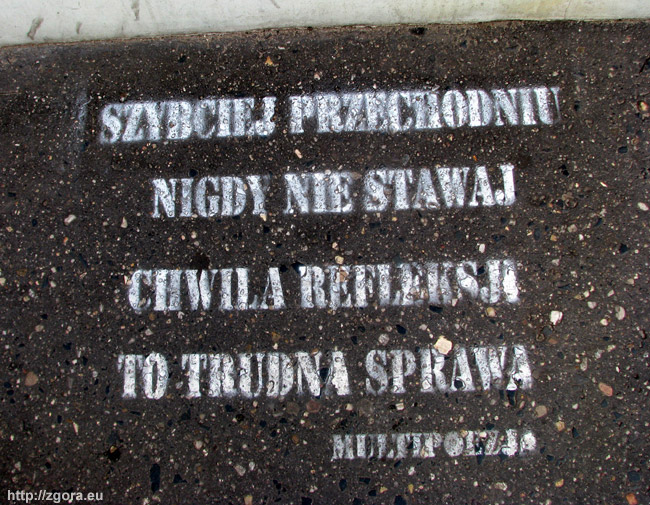 SZYBCIEJ PRZECHODNIU
NIGDY NIE STAWAJ
CHWILA REFLEKSJI
TO TRUDNA SPRAWA
MULTIPOEZJA
http://zgora.eu